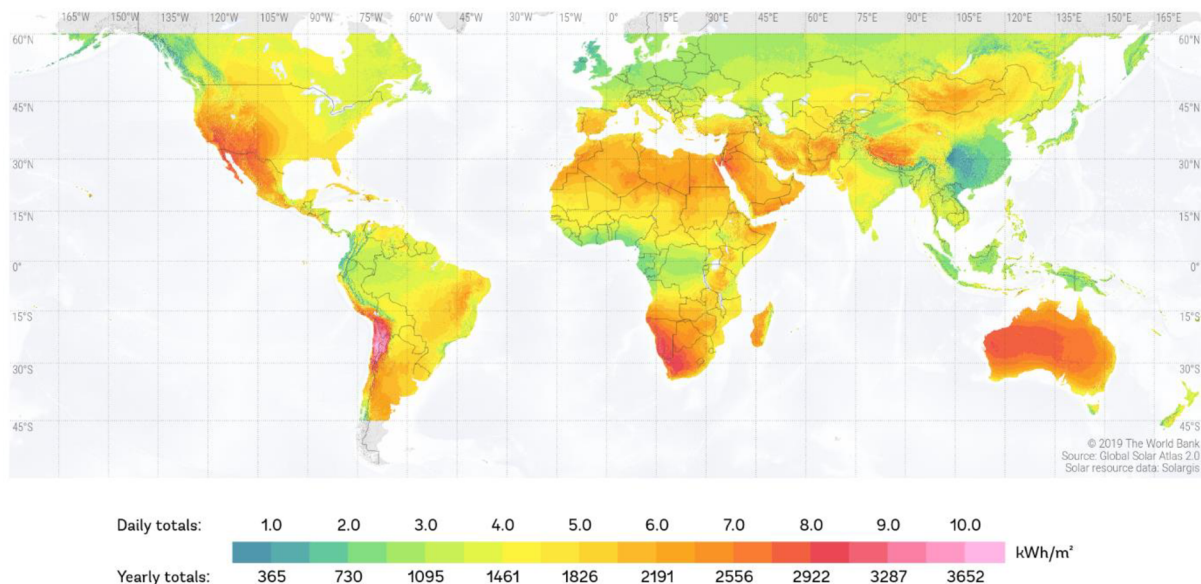 165°W 135°W 120°W 105°W 90°W 75°W 60°W 45°W 30°W 15°W 0° 15°E 30°E 45°E 60°E 75°E 90°E 105°E 120°E 135°E 150°E 165°E
60°N 60°N
45°N 45°N
30°N 30°N
15°N 15°N
0° 0°
15°S 15°S
30°S 30°S
45°S 45°S
© 2019 The World Bank
Source: Global Solar Atlas 2.0
Solar resource data: Solargis
Daily totals: 1.0 2.0 3.0 4.0 5.0 6.0 7.0 8.0 9.0 10.0
kWh/m²
Yearly totals: 365 730 1095 1461 1826 2191 2556 2922 3287 3652